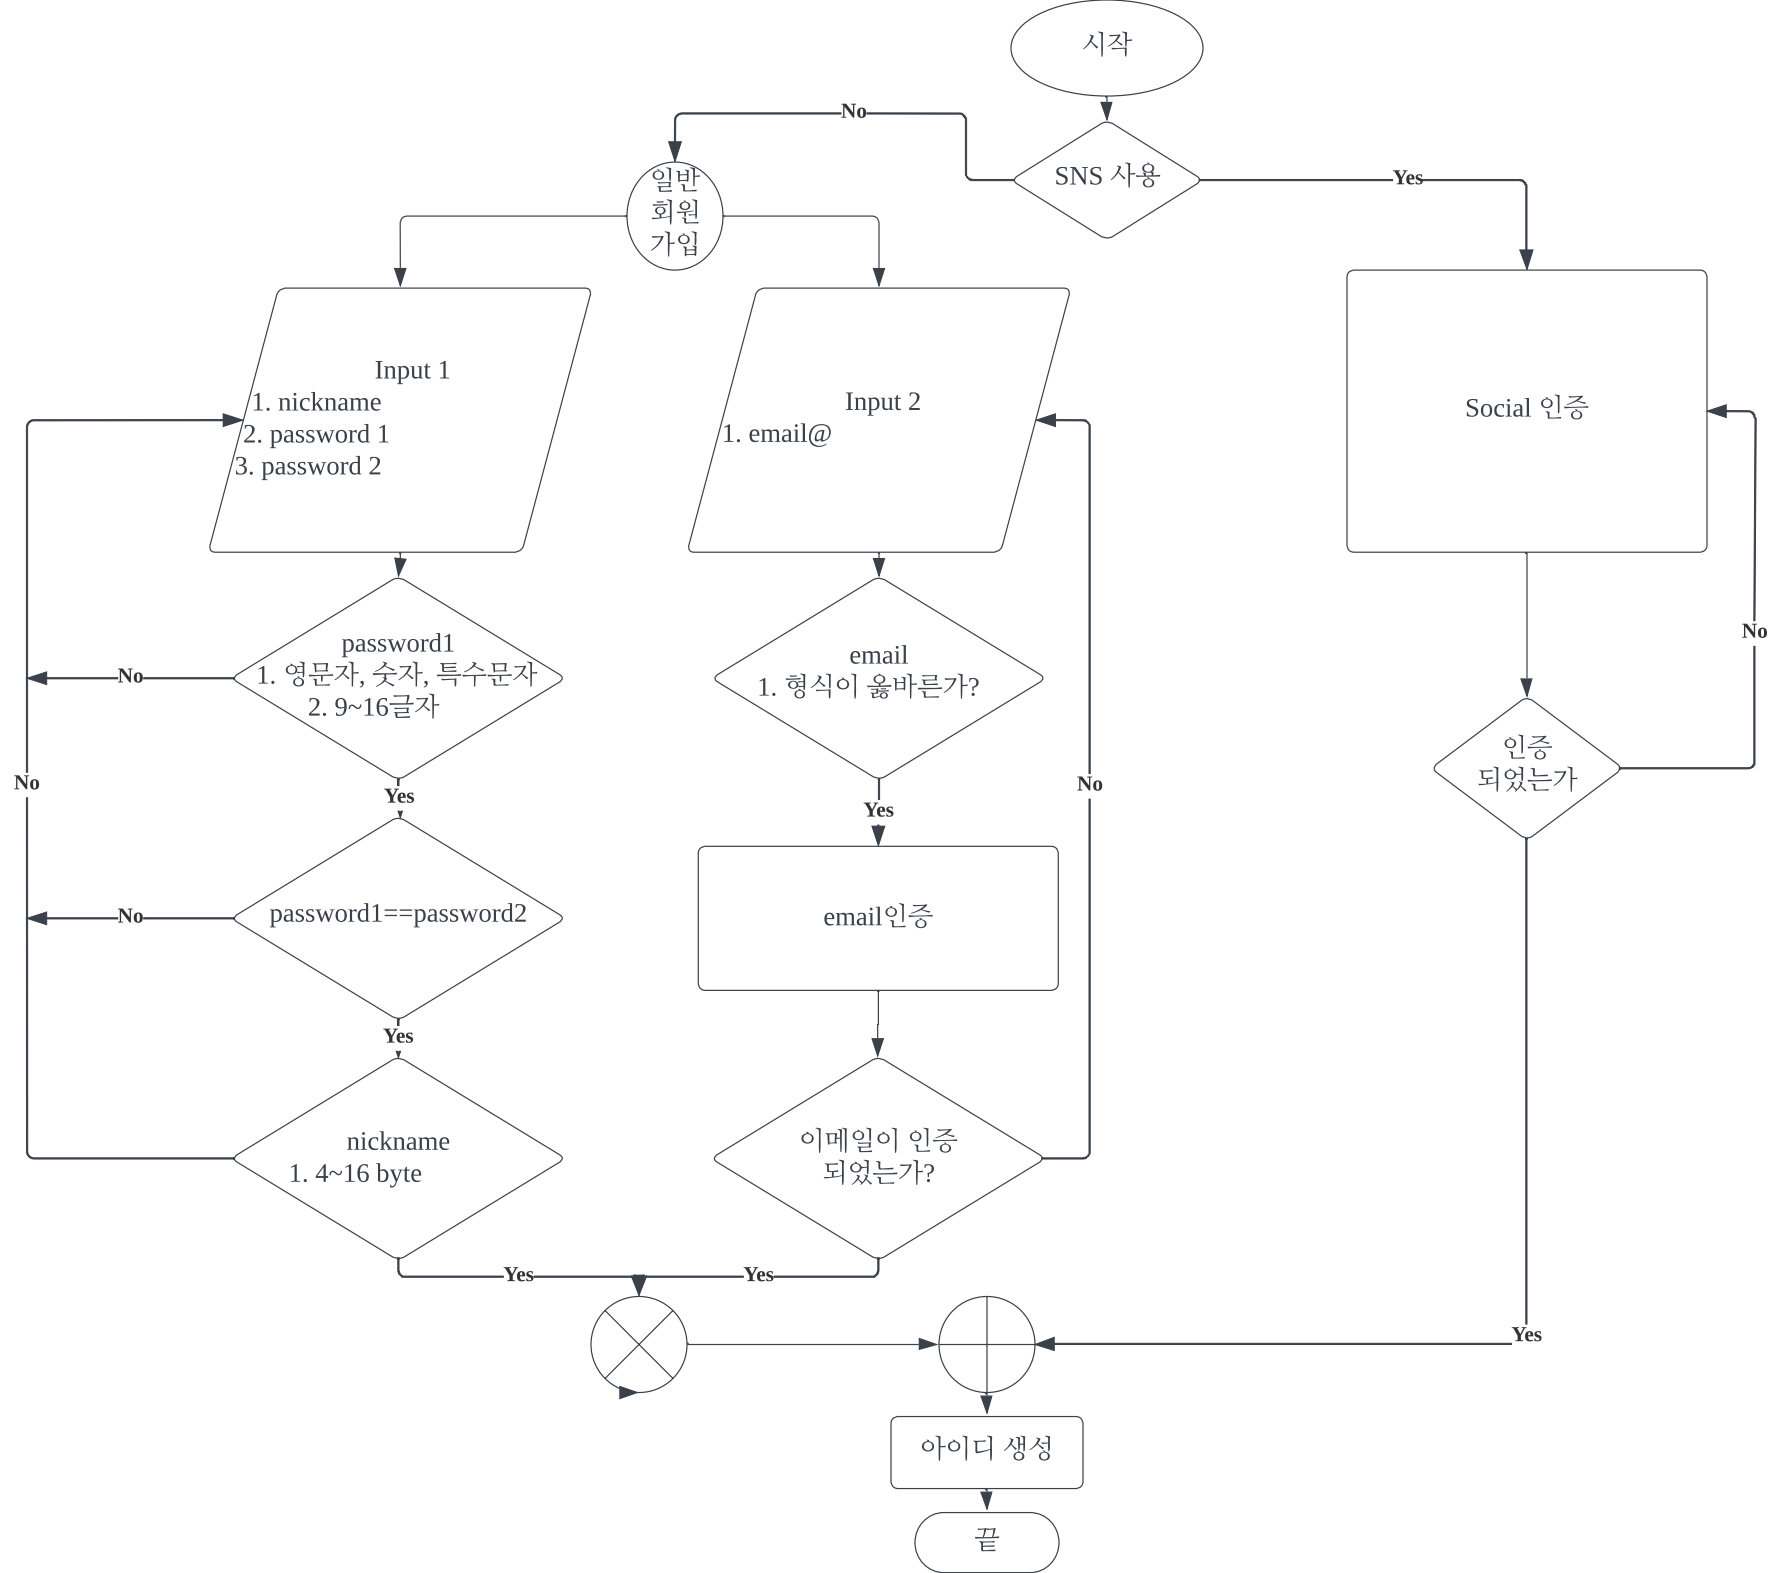 시작
No
SNS 사용
Yes
일반
회원
가입
Input 1
1. nickname
2. password 1
3. password 2
Input 2
1. email@
Social 인증
No
password1
1. 영문자, 숫자, 특수문자
2. 9~16글자
No
email
1. 형식이 옳바른가?
인증
되었는가
No
No
Yes
Yes
No
password1==password2
email인증
Yes
nickname
1. 4~16 byte
이메일이 인증
되었는가?
No
Yes
Yes
Yes
아이디 생성
끝